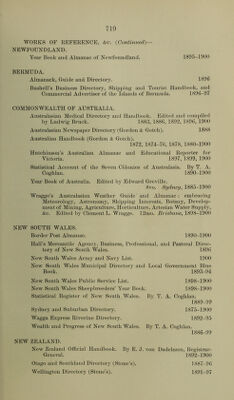 719
WORKS OF REFERENCE, &c. (Continued)—
NEWFOUNDLAND.
Year Book and Almanac of Newfoundland. 1893-1900
BERMUDA.
Almanack, Guide and Directory. 1896
Bushell's Business Directory, Shipping and Tourist Handbook, and
Commercial Advertiser of the Islands of Bermuda. 1896-97
COMMONWEALTH OF AUSTRALIA.
Australasian Medical Directory and Handbook. Edited and compiled
by Ludwig Bruck. 1883, 1886, 1892, 1896, 1900
Australasian Newspaper Directory (Gordon & Gotch). 1888
Australian Handbook (Gordon & Gotch).
1872, 1874-76, 1878, 1880-1900
Hutchinson's Australian Almanac and Educational Reporter for
Victoria. 1897, 1899, 1900
Statistical Account of the Seven Colonies of Australasia. By T. A.
Coghlan. 1890-1900
Year Book of Australia. Edited by Edward Greville.
8vo. Sydney, 1885-1900
Wragge's Australasian Weather Guide and Almanac: embracing
Meteorology, Astronomy, Shipping Interests, Botany, Develop-
ment of Mining, Agriculture, Horticulture, Artesian Water Supply,
&c. Edited by Clement L. Wragge. 12mo. Brisbane, 1898-1900
NEW SOUTH WALES.
Border Post Almanac. 1890-1900
Hall's Mercantile Agency, Business, Professional, and Pastoral Direc-
tory of New South Wales. 1896
New South Wales Army and Navy List. 1900
New South Wales Municipal Directory and Local Government Blue
Book. 1893-94
New South Wales Public Service List. 1898-1900
New South Wales Sheepbreeders' Year Book. 1898-1900
Statistical Register of New South Wales. By T. A. Coghlan.
1889-99
Sydney and Suburban Directory. 1875-1900
Wagga Express Riverine Directory. 1892-95
Wealth and Progress of New South Wales. By T. A. Coghlan.
1886-99
NEW ZEALAND.
New Zealand Official Handbook. By E. J. von Dadelszen, Registrar-
General. 1892-1900
Otago and Southland Directory (Stone's). 1887-96
Wellington Directory (Stone's). 1891-97